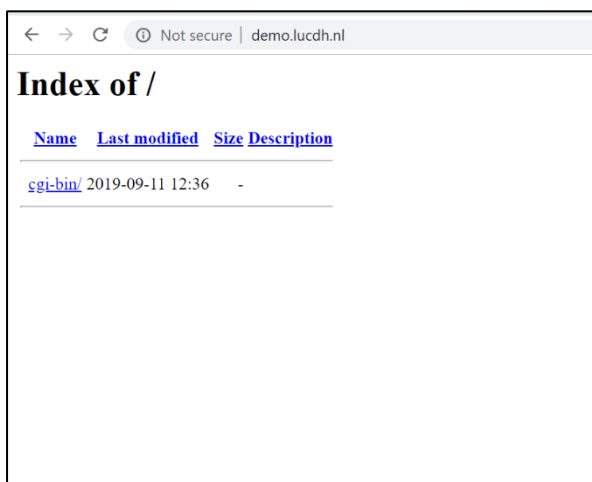 Not secure | demo.lucdh.nl
Index of /
Name Last modified Size Description
cgi-bin/ 2019-09-11 12:36 -